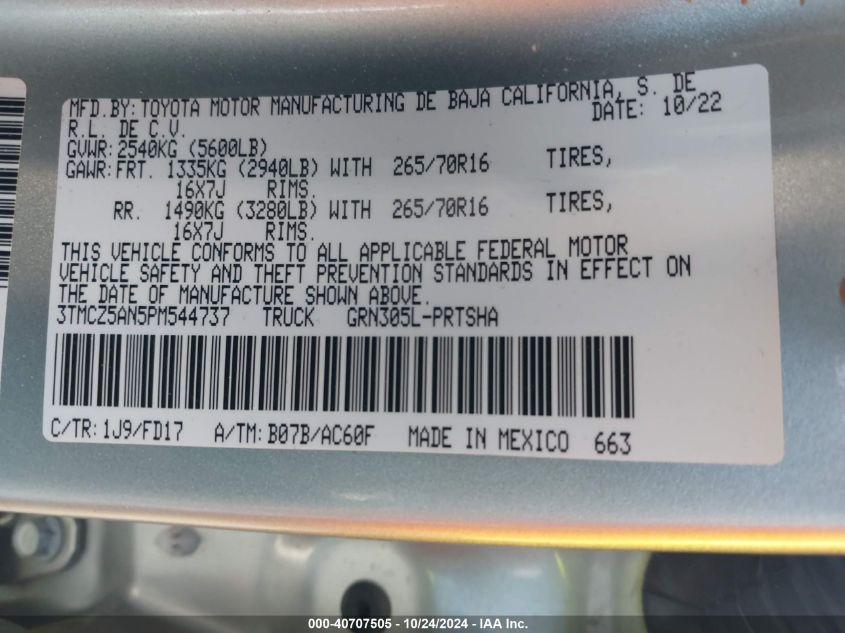 MFD.BY:TOYOTA MOTOR MANUFACTURING DE BAJA CALIFORNIA, S. DE
R.L. DE C.V. DATE: 10/22
GVWR:2540KG (5600LB)
GAWR:FRT. 1335KG (2940LB) WITH 265/70R16 TIRES,
16X7J RIMS.
RR. 1490KG (3280LB) WITH 265/70R16 TIRES,
16X7J RIMS.
THIS VEHICLE CONFORMS TO ALL APPLICABLE FEDERAL MOTOR
VEHICLE SAFETY AND THEFT PREVENTION STANDARDS IN EFFECT ON
THE DATE OF MANUFACTURE SHOWN ABOVE.
3TMCZ5AN5PM544737 TRUCK GRN305L-PRTSHA
C/TR:1J9/FD17 A/TM:B07B/AC60F MADE IN MEXICO 663
000-40707505 - 10/24/2024 - IAA Inc.